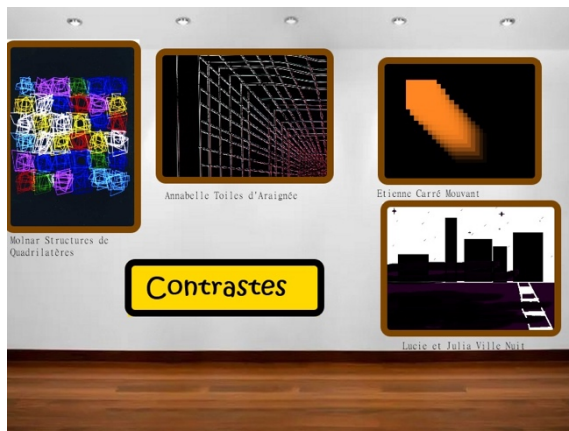 Annabelle Toiles d'Araignée
Etienne Carré Mouvant
Molnar Structures de
Quadrilatères
Contrastes
Lucie et Julia Ville Nuit